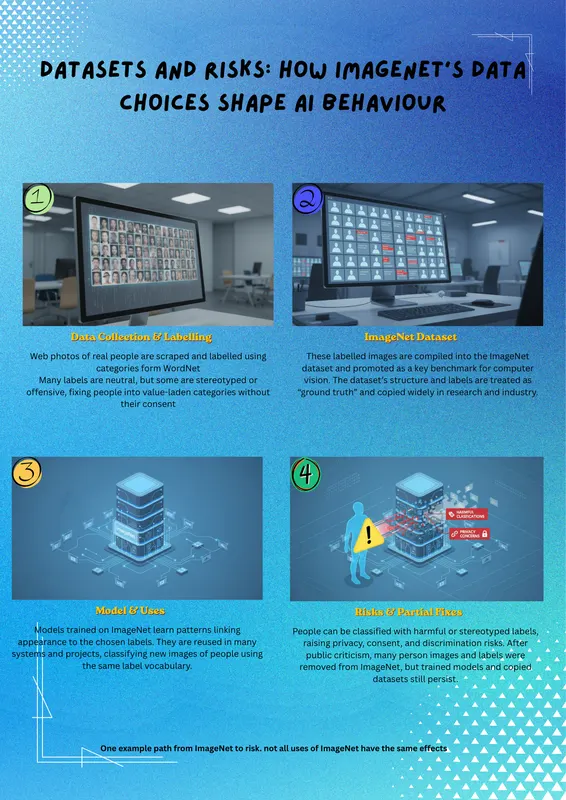 DATASETS AND RISKS: HOW IMAGENET'S DATA
CHOICES SHAPE AI BEHAVIOUR
1
Data Collection & Labelling
Web photos of real people are scraped and labelled using
categories form WordNet
Many labels are neutral, but some are stereotyped or
offensive, fixing people into value-laden categories without
their consent
2
ImageNet Dataset
These labelled images are compiled into the ImageNet
dataset and promoted as a key benchmark for computer
vision. The dataset's structure and labels are treated as
"ground truth" and copied widely in research and industry.
3
Model & Uses
Models trained on ImageNet learn patterns linking
appearance to the chosen labels. They are reused in many
systems and projects, classifying new images of people using
the same label vocabulary.
4
!
HARMFUL
PRIVACY
CONCERNS
Risks & Partial Fixes
People can be classified with harmful or stereotyped labels,
raising privacy, consent, and discrimination risks. After
public criticism, many person images and labels were
removed from ImageNet, but trained models and copied
datasets still persist.
One example path from ImageNet to risk. not all uses of ImageNet have the same effects